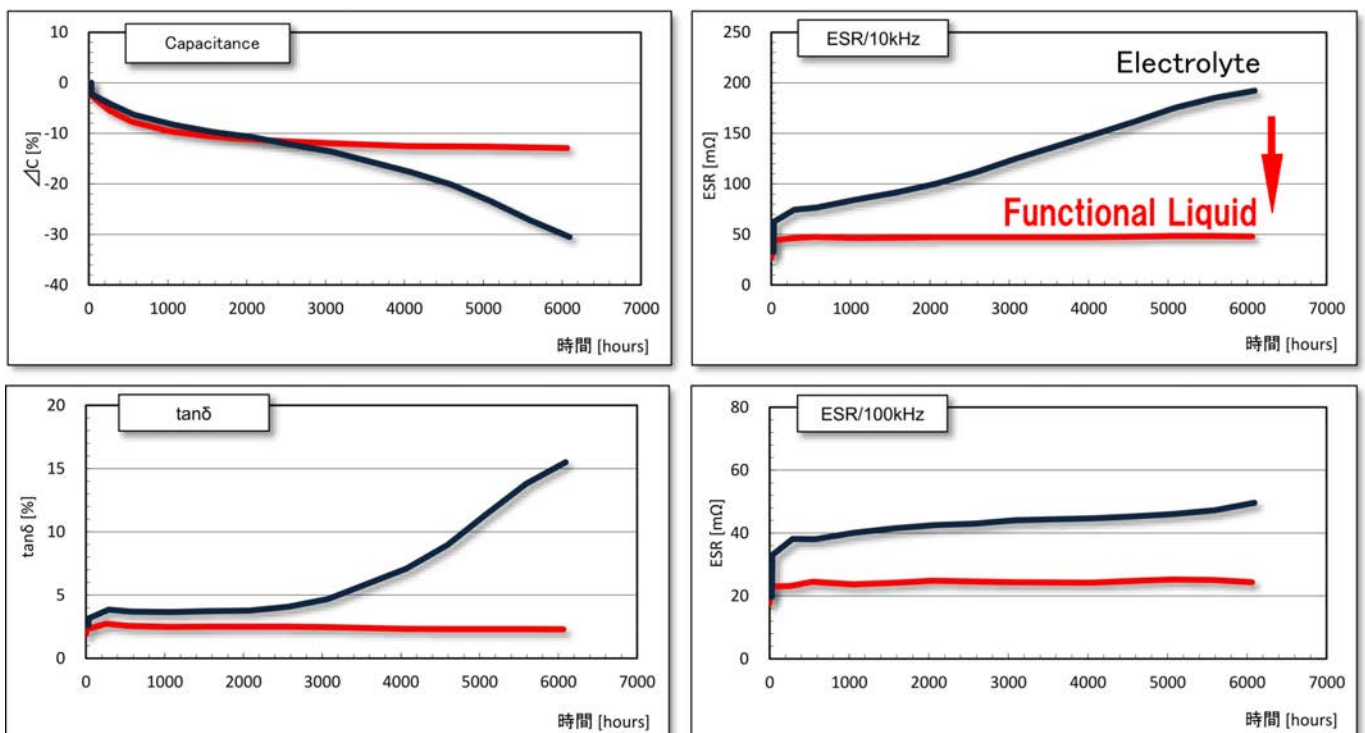 Capacitance
10
0
-10
-20
-30
-40
⊿C [%]
0 1000 2000 3000 4000 5000 6000 7000
時間 [hours]
ESR/10kHz
250
200
150
100
50
0
ESR [mΩ]
Electrolyte
Functional Liquid
0 1000 2000 3000 4000 5000 6000 7000
時間 [hours]
tanδ
20
15
10
5
0
tanδ [%]
0 1000 2000 3000 4000 5000 6000 7000
時間 [hours]
ESR/100kHz
80
60
40
20
0
ESR [mΩ]
0 1000 2000 3000 4000 5000 6000 7000
時間 [hours]